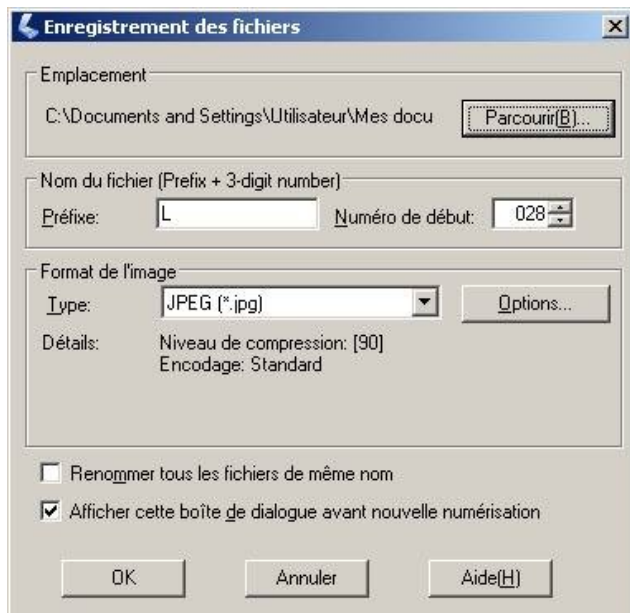 Enregistrement des fichiers
Emplacement
C:\Documents and Settings\Utilisateur\Mes docu
Parcourir(B)...
Nom du fichier (Prefix + 3-digit number)
Préfixe: L Numéro de début: 028
Format de l'image
Type: JPEG (*.jpg) Options...
Détails: Niveau de compression: [90]
Encodage: Standard
Renommer tous les fichiers de même nom
Afficher cette boîte de dialogue avant nouvelle numérisation
OK Annuler Aide(H)